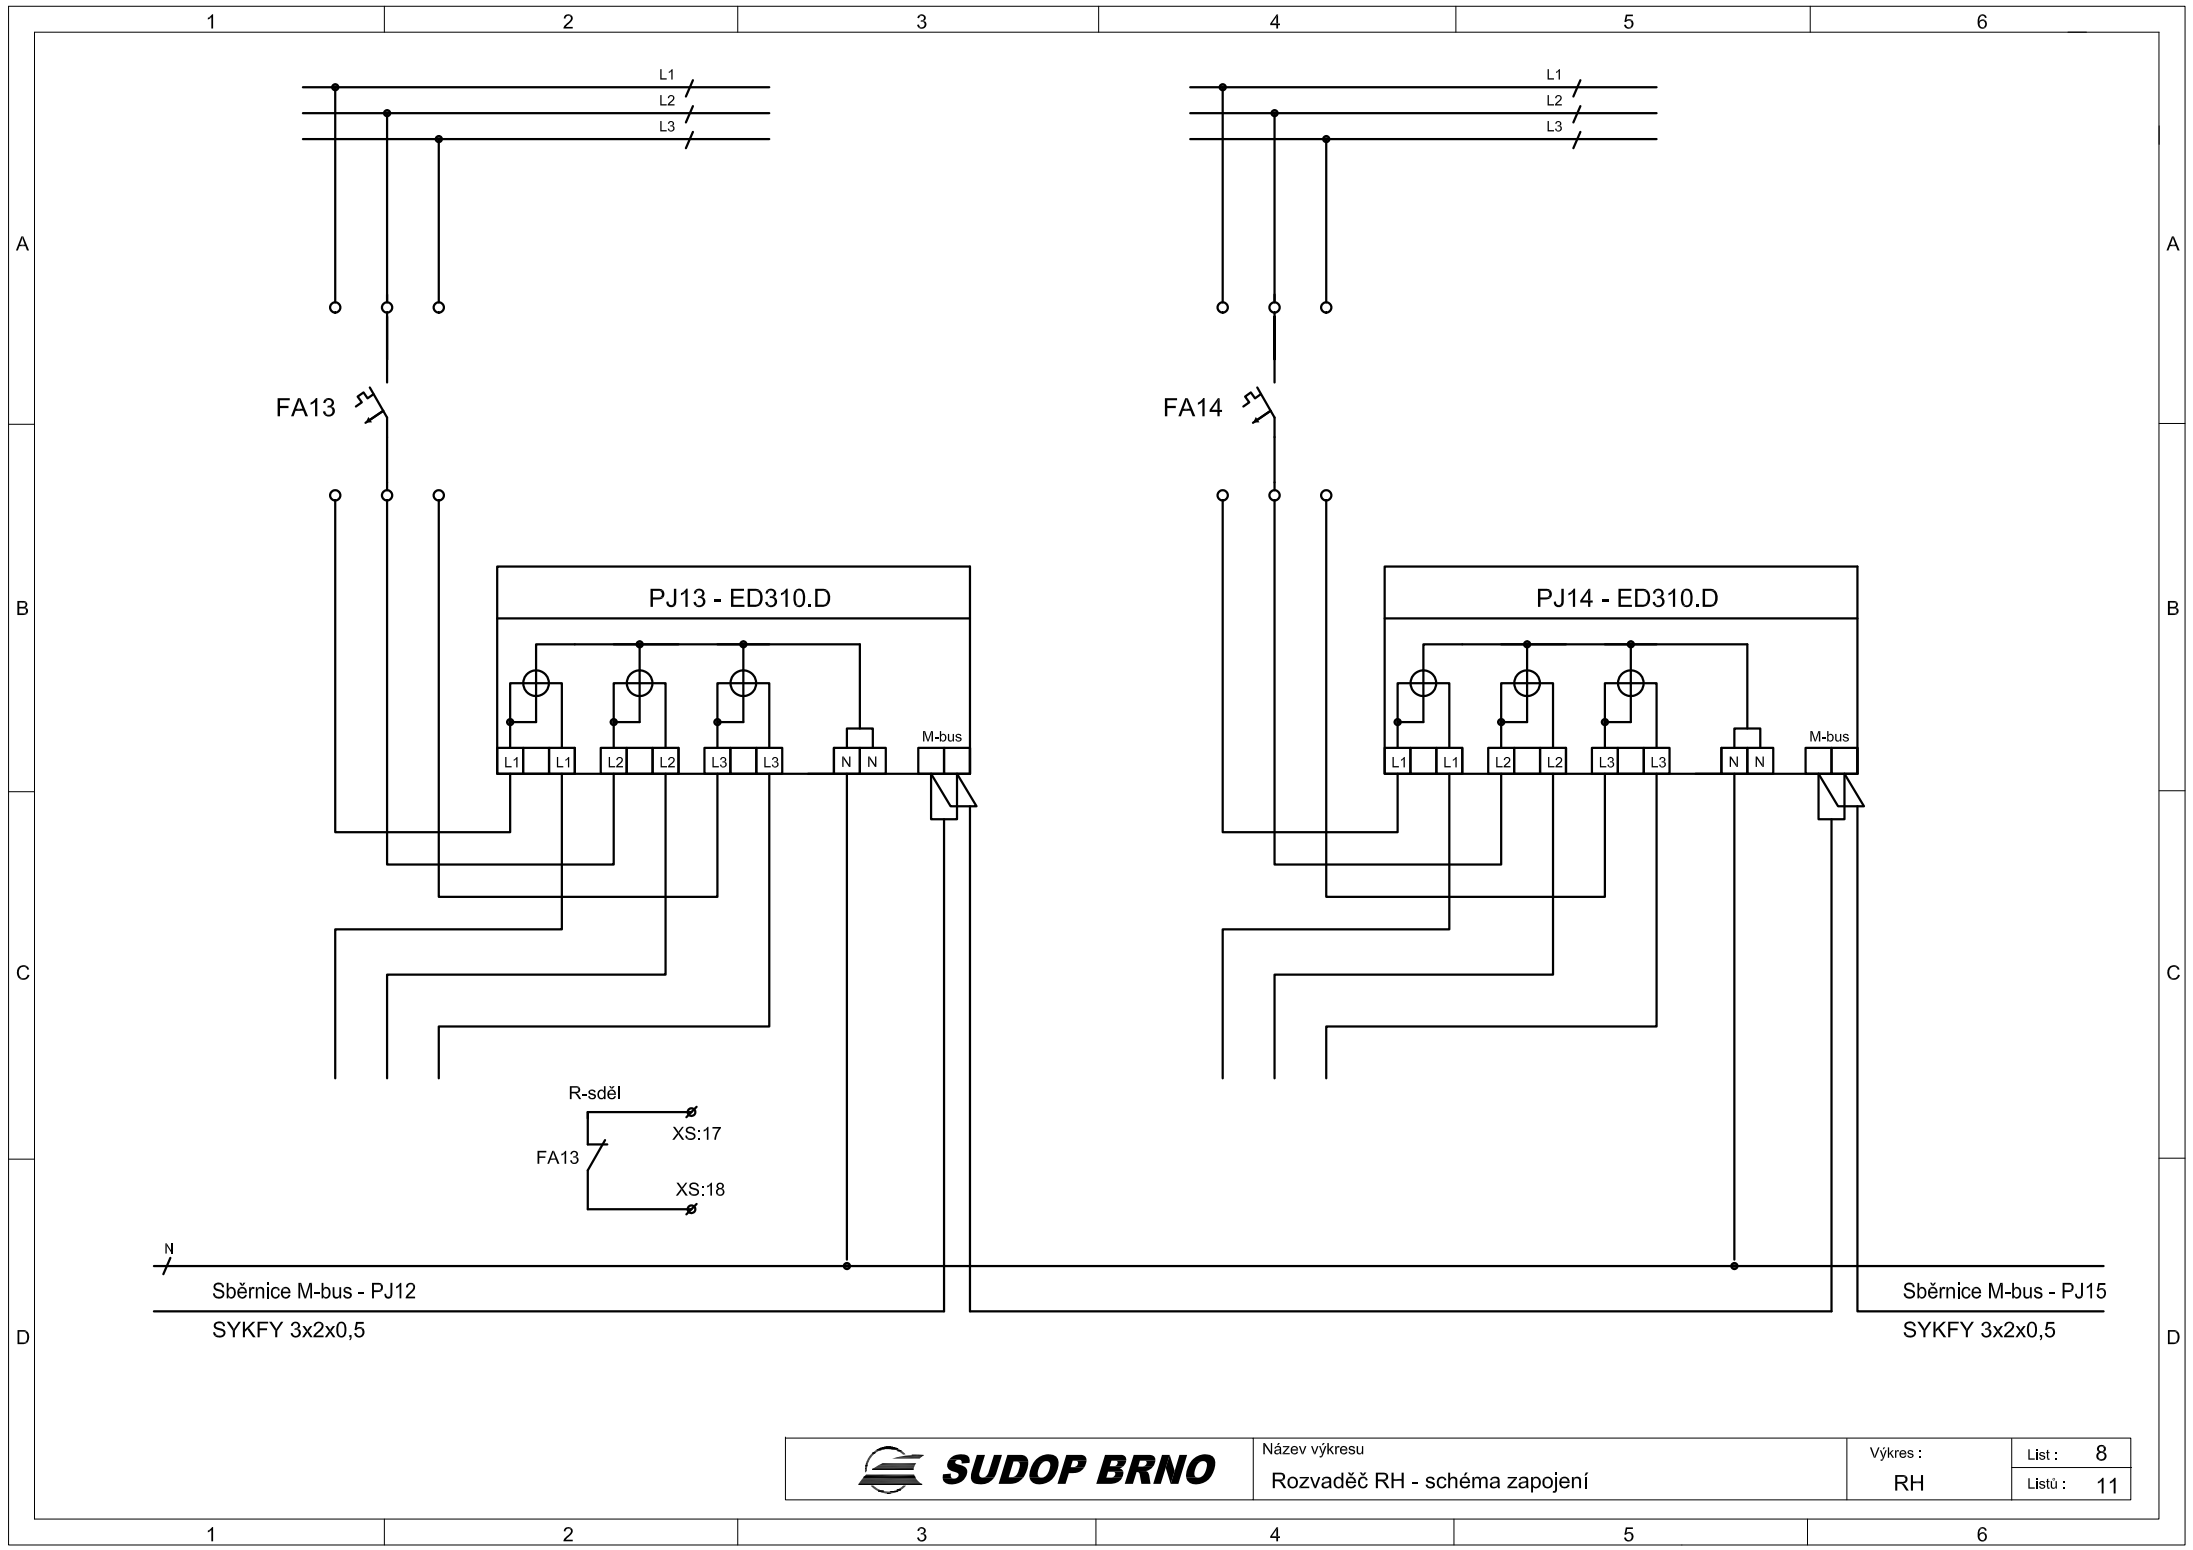 1 2 3 4 5 6
L1
L2
L3
L1
L2
L3
A
A
FA13
FA14
B
B
PJ13 - ED310.D
PJ14 - ED310.D
M-bus
M-bus
L1 L1 L2 L2 L3 L3 N N
L1 L1 L2 L2 L3 L3 N N
C
C
R-sděl
XS:17
FA13
XS:18
N
Sběrnice M-bus - PJ12
SYKFY 3x2x0,5
Sběrnice M-bus - PJ15
SYKFY 3x2x0,5
D
D
SUDOP BRNO
Název výkresu
Rozvaděč RH - schéma zapojení
Výkres :
RH
List : 8
Listů : 11
1 2 3 4 5 6